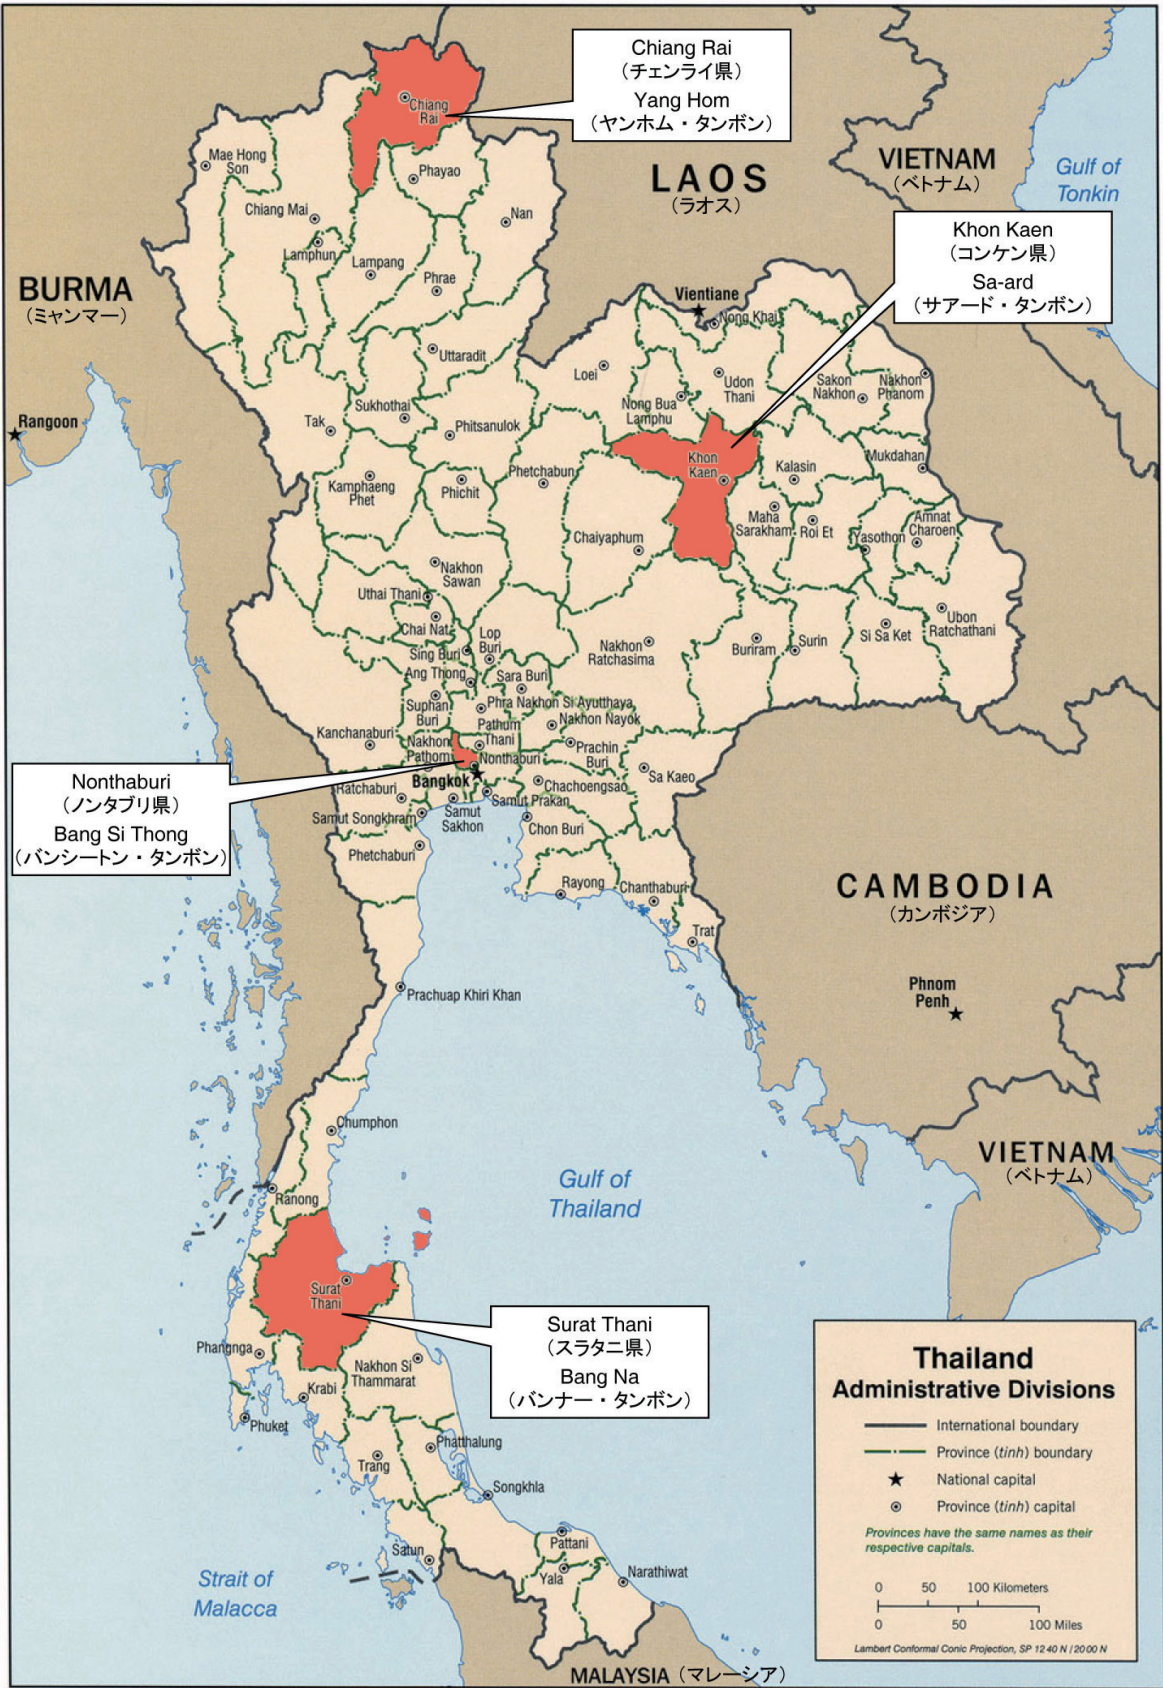 Chiang Rai
（チェンライ県）
Yang Hom
（ヤンホム・タンボン）
Chiang
Rai
LAOS
（ラオス）
VIETNAM
（ベトナム）
Gulf of
Tonkin
Mae Hong
Son
Phayao
Chiang Mai
Nan
Lamphun
Lampang
Phrae
Khon Kaen
（コンケン県）
Sa-ard
（サアード・タンボン）
BURMA
（ミャンマー）
Vientiane
Nong Khai
Uttaradit
Loei
Udon
Thani
Sakon
Nakhon
Nakhon
Phanom
Nong Bua
Lamphu
Rangoon
Tak
Sukhothai
Phitsanulok
Khon
Kaen
Kalasin
Mukdahan
Phetchabun
Kamphaeng
Phet
Phichit
Maha
Sarakham
Roi Et
Yasothon
Amnat
Charoen
Chaiyaphum
Nakhon
Sawan
Uthai Thani
Chai Nat
Lop
Buri
Sing Buri
Ang Thong
Sara Buri
Nakhon
Ratchasima
Buriram
Surin
Si Sa Ket
Ubon
Ratchathani
Suphan
Buri
Phra Nakhon Si Ayutthaya
Pathum
Thani
Nakhon Nayok
Kanchanaburi
Nakhon
Pathom
Nonthaburi
Prachin
Buri
Sa Kaeo
Bangkok
Chachoengsao
Ratchaburi
Samut Prakan
Samut Songkhram
Samut
Sakhon
Chon Buri
Phetchaburi
Rayong
Chanthaburi
Trat
Nonthaburi
（ノンタブリ県）
Bang Si Thong
（バンシートン・タンボン）
CAMBODIA
（カンボジア）
Phnom
Penh
Prachuap Khiri Khan
Chumphon
VIETNAM
（ベトナム）
Gulf of
Thailand
Ranong
Surat
Thani
Surat Thani
（スラタニ県）
Bang Na
（バンナー・タンボン）
Phangnga
Nakhon Si
Thammarat
Krabi
Phuket
Phatthalung
Trang
Songkhla
Pattani
Satun
Yala
Narathiwat
Strait of
Malacca
MALAYSIA（マレーシア）
Thailand
Administrative Divisions
International boundary
Province (tinh) boundary
National capital
Province (tinh) capital
Provinces have the same names as their
respective capitals.
0 50 100 Kilometers
0 50 100 Miles
Lambert Conformal Conic Projection, SP 12 40 N / 20 00 N